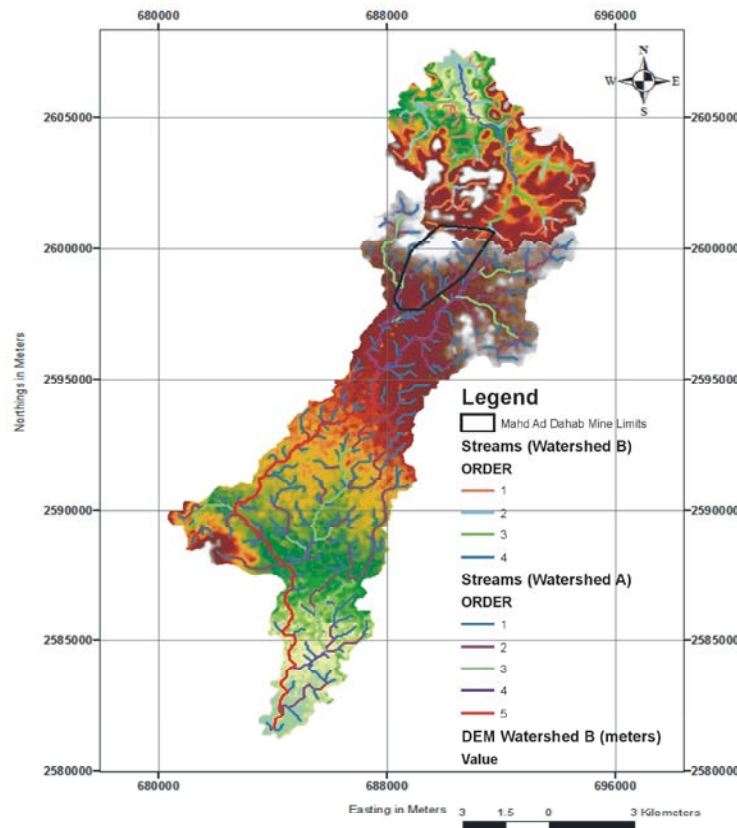 680000 688000 696000
N
W E
S
2605000 2605000
2600000 2600000
2595000 2595000
2590000 2590000
2585000 2585000
2580000 2580000
Northings in Meters
Legend
Mahd Ad Dahab Mine Limits
Streams (Watershed B)
ORDER
1
2
3
4
Streams (Watershed A)
ORDER
1
2
3
4
5
DEM Watershed B (meters)
Value
680000 688000 696000
Easting in Meters
3 1.5 0 3 Kilometers